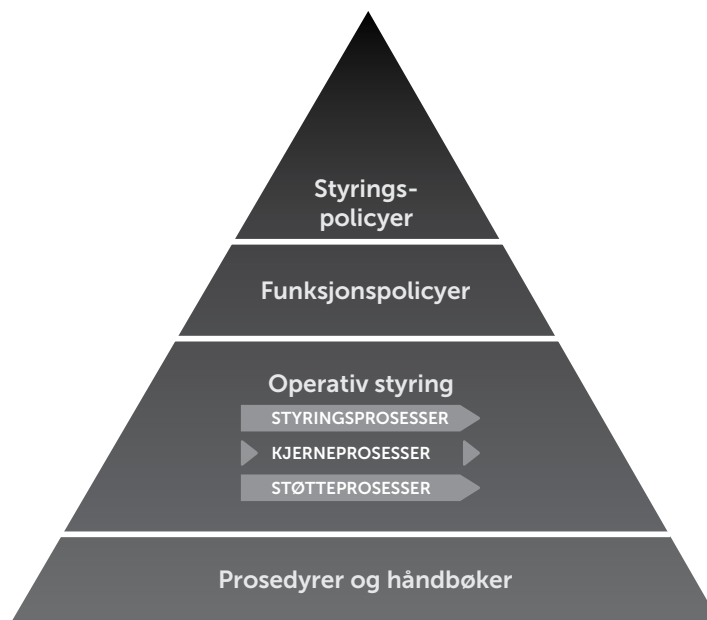 Styrings-
policyer
Funksjonspolicyer
Operativ styring
STYRINGSPROSESSER
KJERNEPROSESSER
STØTTEPROSESSER
Prosedyrer og håndbøker